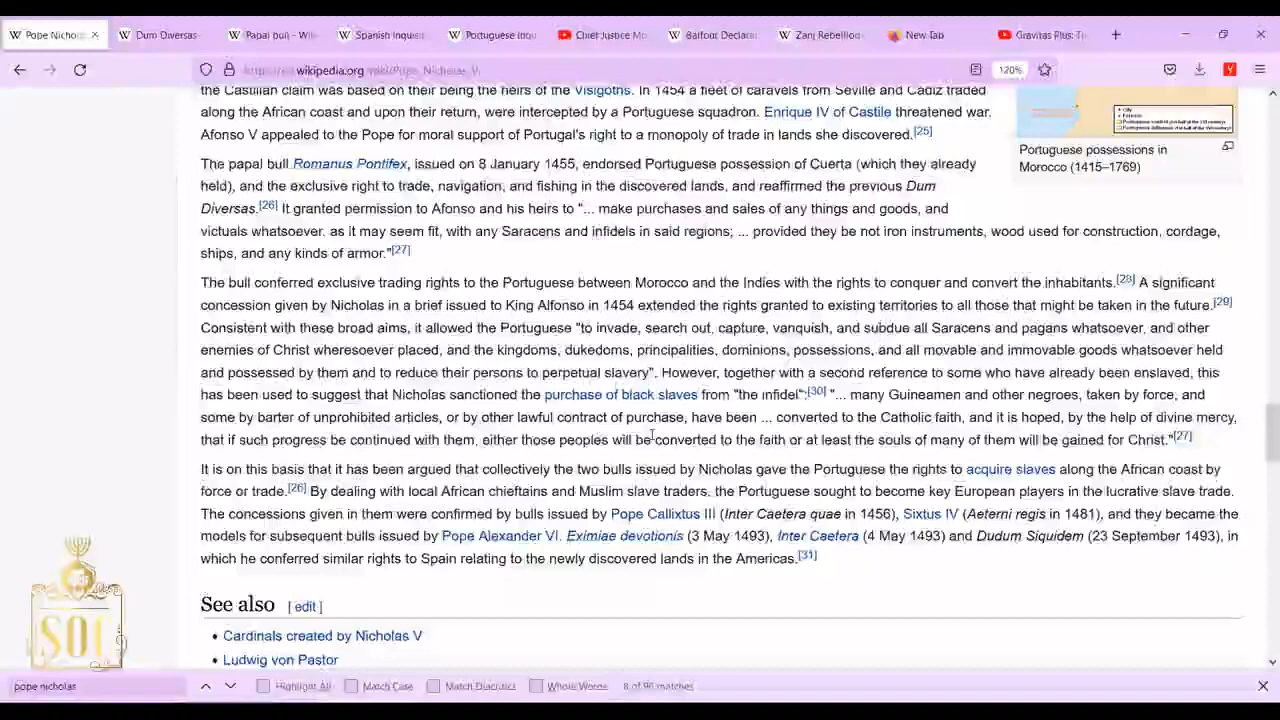 Pope Nichol
Dum Diversas
Papal bull - Wiki
Spanish Inquisi
Portuguese Inqu
Chief Justice Mo
Balfour Declara
Zanj Rebellion
New Tab
Gravitas Plus: T
wikipedia.org
120%
the Castilian claim was based on their being the heirs of the Visigoths. In 1454 a fleet of caravels from Seville and Cadiz traded
along the African coast and upon their return, were intercepted by a Portuguese squadron. Enrique IV of Castile threatened war.
Afonso V appealed to the Pope for moral support of Portugal's right to a monopoly of trade in lands she discovered.[25]
Portuguese possessions in
Morocco (1415–1769)
The papal bull Romanus Pontifex, issued on 8 January 1455, endorsed Portuguese possession of Cuerta (which they already
held), and the exclusive right to trade, navigation, and fishing in the discovered lands, and reaffirmed the previous Dum
Diversas.[26] It granted permission to Afonso and his heirs to "... make purchases and sales of any things and goods, and
victuals whatsoever, as it may seem fit, with any Saracens and infidels in said regions; ... provided they be not iron instruments, wood used for construction, cordage,
ships, and any kinds of armor."[27]
The bull conferred exclusive trading rights to the Portuguese between Morocco and the Indies with the rights to conquer and convert the inhabitants.[28] A significant
concession given by Nicholas in a brief issued to King Alfonso in 1454 extended the rights granted to existing territories to all those that might be taken in the future.[29]
Consistent with these broad aims, it allowed the Portuguese "to invade, search out, capture, vanquish, and subdue all Saracens and pagans whatsoever, and other
enemies of Christ wheresoever placed, and the kingdoms, dukedoms, principalities, dominions, possessions, and all movable and immovable goods whatsoever held
and possessed by them and to reduce their persons to perpetual slavery". However, together with a second reference to some who have already been enslaved, this
has been used to suggest that Nicholas sanctioned the purchase of black slaves from "the infidel":[30] "... many Guineamen and other negroes, taken by force, and
some by barter of unprohibited articles, or by other lawful contract of purchase, have been ... converted to the Catholic faith, and it is hoped, by the help of divine mercy,
that if such progress be continued with them, either those peoples will be converted to the faith or at least the souls of many of them will be gained for Christ."[27]
It is on this basis that it has been argued that collectively the two bulls issued by Nicholas gave the Portuguese the rights to acquire slaves along the African coast by
force or trade.[26] By dealing with local African chieftains and Muslim slave traders, the Portuguese sought to become key European players in the lucrative slave trade.
The concessions given in them were confirmed by bulls issued by Pope Callixtus III (Inter Caetera quae in 1456), Sixtus IV (Aeterni regis in 1481), and they became the
models for subsequent bulls issued by Pope Alexander VI. Eximiae devotionis (3 May 1493), Inter Caetera (4 May 1493) and Dudum Siquidem (23 September 1493), in
which he conferred similar rights to Spain relating to the newly discovered lands in the Americas.[31]
See also [ edit ]
• Cardinals created by Nicholas V
• Ludwig von Pastor
SOI
pope nicholas
Highlight All
Match Case
Match Diacritics
Whole Words
8 of 96 matches